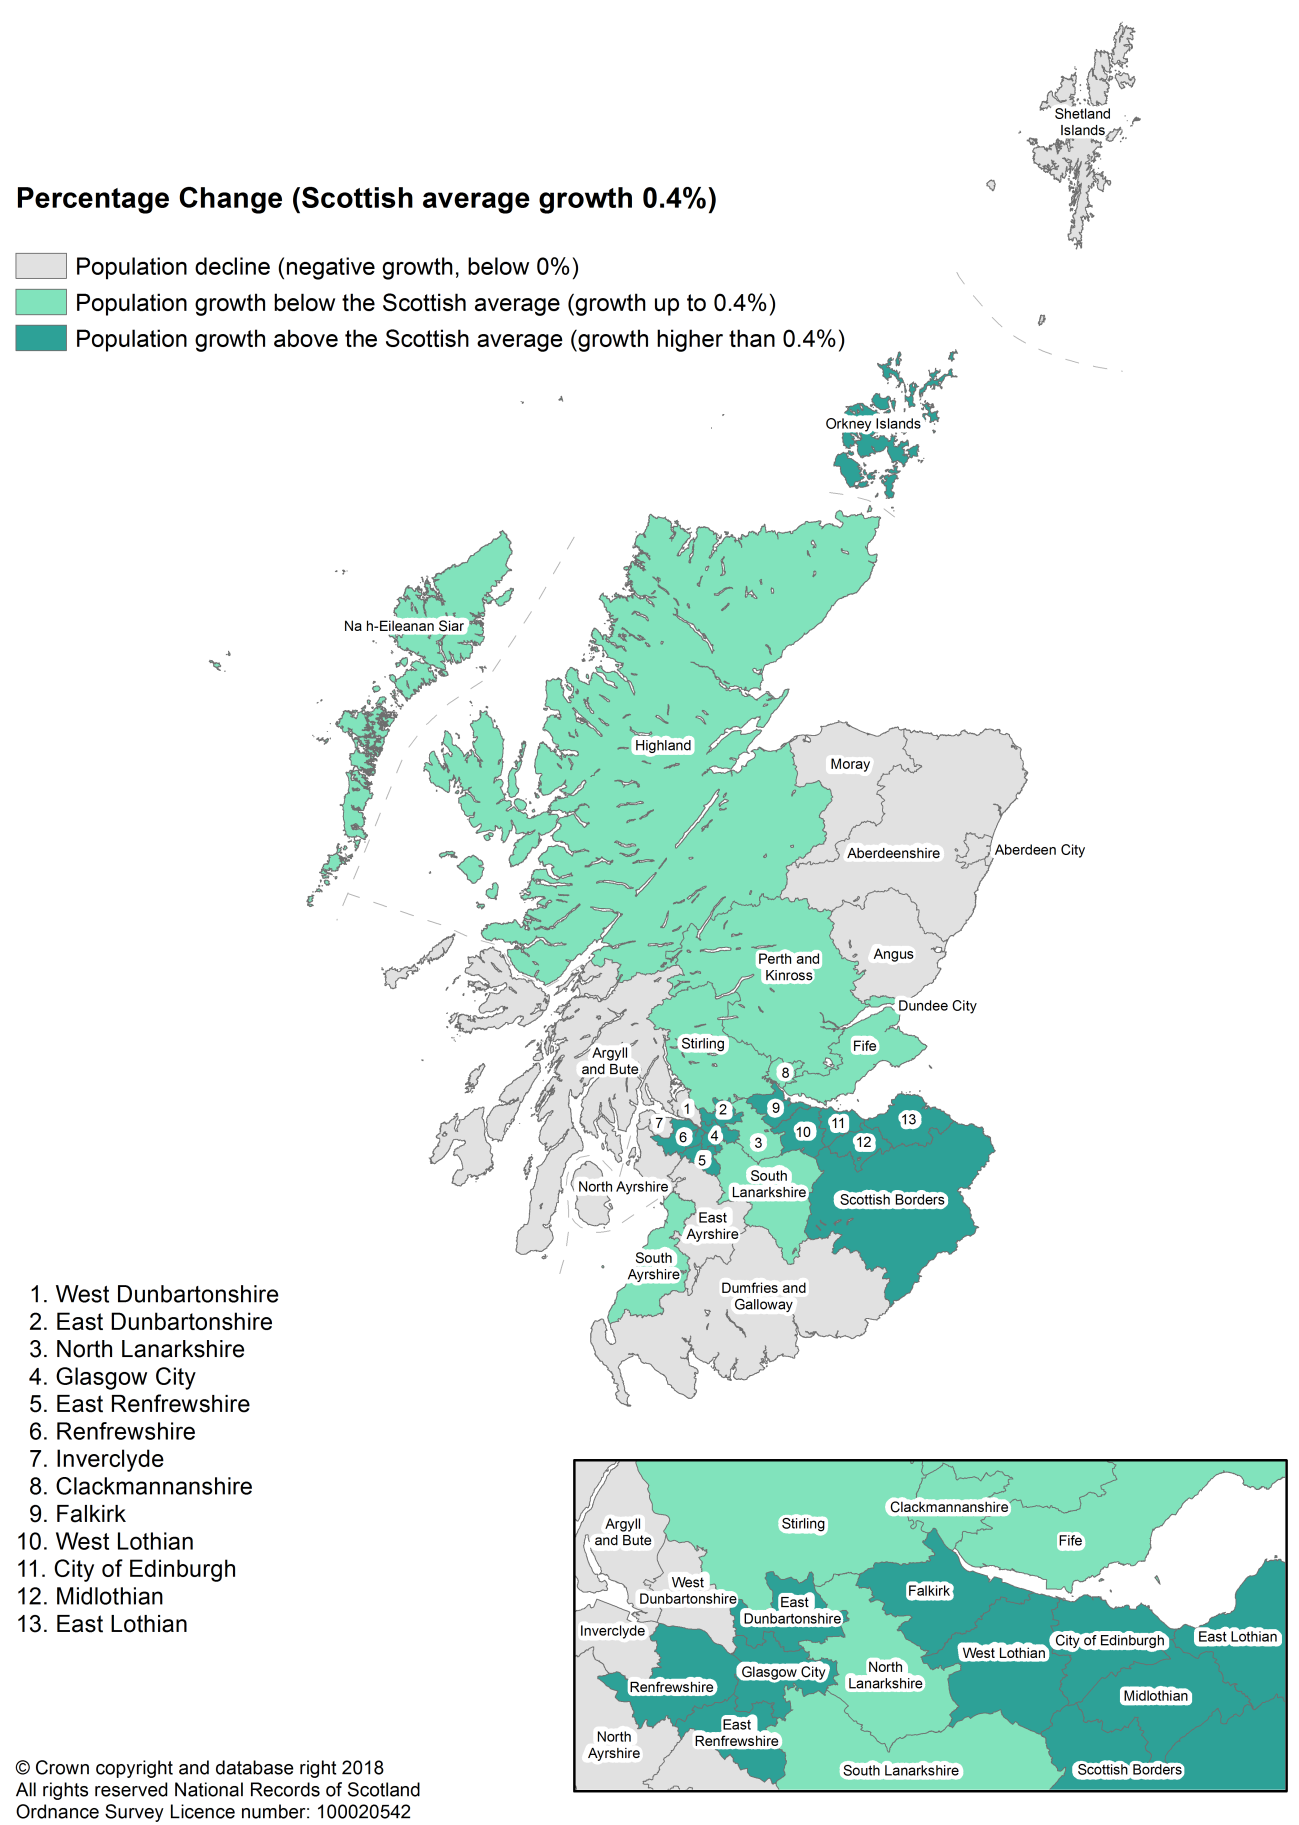 Shetland
Islands
Percentage Change (Scottish average growth 0.4%)
Population decline (negative growth, below 0%)
Population growth below the Scottish average (growth up to 0.4%)
Population growth above the Scottish average (growth higher than 0.4%)
Orkney Islands
Na h-Eileanan Siar
Highland
Moray
Aberdeenshire
Aberdeen City
Angus
Perth and
Kinross
Dundee City
Stirling
Fife
Argyll
and Bute
8
1
2
9
7
6
4
3
10
11
12
13
5
North Ayrshire
South
Lanarkshire
Scottish Borders
East
Ayrshire
South
Ayrshire
Dumfries and
Galloway
1. West Dunbartonshire
2. East Dunbartonshire
3. North Lanarkshire
4. Glasgow City
5. East Renfrewshire
6. Renfrewshire
7. Inverclyde
8. Clackmannanshire
9. Falkirk
10. West Lothian
11. City of Edinburgh
12. Midlothian
13. East Lothian
Clackmannanshire
Argyll
and Bute
Stirling
Fife
West
Dunbartonshire
Falkirk
East
Dunbartonshire
Inverclyde
City of Edinburgh
East Lothian
West Lothian
Glasgow City
North
Lanarkshire
Renfrewshire
Midlothian
East
Renfrewshire
North
Ayrshire
South Lanarkshire
Scottish Borders
© Crown copyright and database right 2018
All rights reserved National Records of Scotland
Ordnance Survey Licence number: 100020542